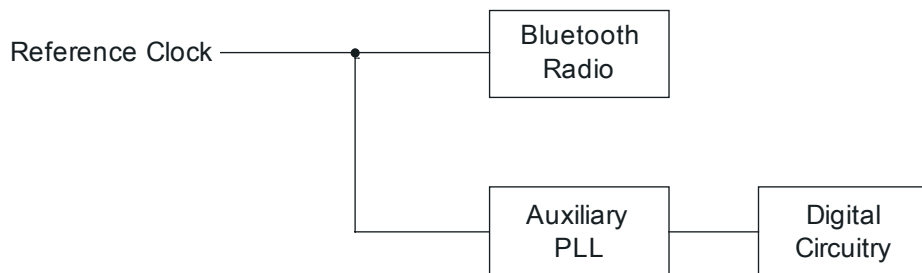 Reference Clock
Bluetooth
Radio
Auxiliary
PLL
Digital
Circuitry